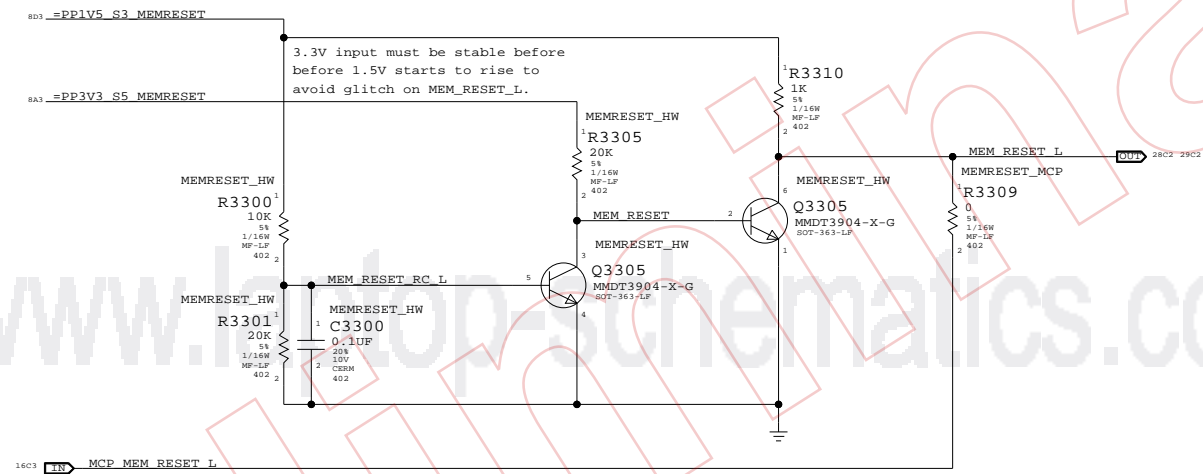 8D3 =PP1V5_S3_MEMRESET
3.3V input must be stable before
before 1.5V starts to rise to
avoid glitch on MEM_RESET_L.
8A3 =PP3V3_S5_MEMRESET
1
R3310
1K
5%
1/16W
MF-LF
402
2
MEMRESET_HW
1
R3305
20K
5%
1/16W
MF-LF
402
2
MEM_RESET_L
OUT 28C2 29C2
MEMRESET_MCP
1
R3309
0
5%
1/16W
MF-LF
402
2
MEMRESET_HW
R3300
1
10K
5%
1/16W
MF-LF
402
2
MEM_RESET
2
MEMRESET_HW
6
Q3305
MMDT3904-X-G
SOT-363-LF
1
MEMRESET_HW
3
Q3305
MMDT3904-X-G
SOT-363-LF
4
MEM_RESET_RC_L
5
MEMRESET_HW
R3301
1
20K
5%
1/16W
MF-LF
402
2
MEMRESET_HW
1
C3300
0.1UF
20%
10V
CERM
402
2
16C3 IN MCP_MEM_RESET_L
www.laptop-schematics.co